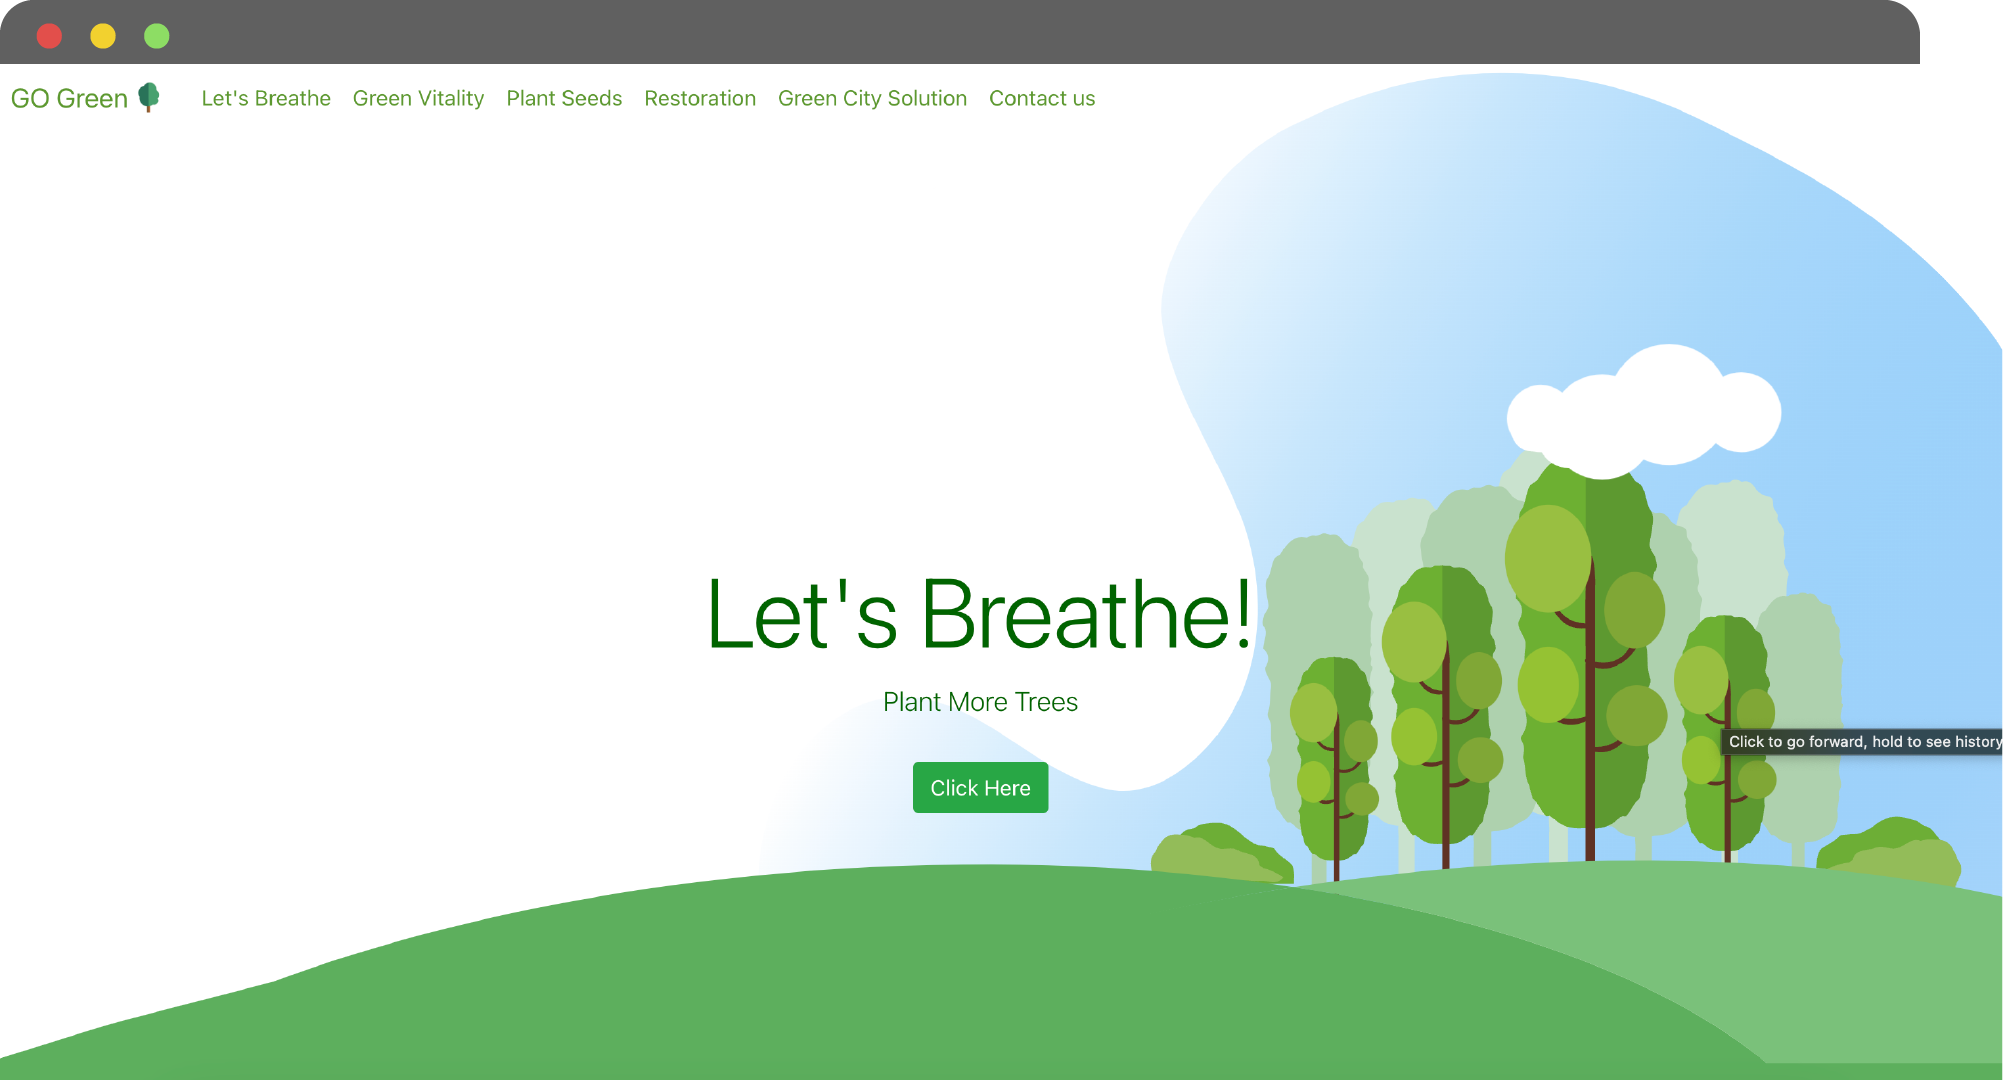 GO Green
Let's Breathe Green Vitality Plant Seeds Restoration Green City Solution Contact us
Let's Breathe!
Plant More Trees
Click to go forward, hold to see history
Click Here